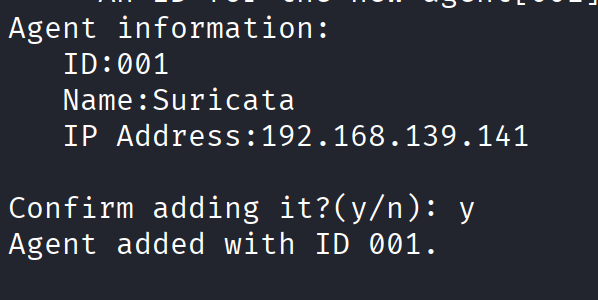 Agent information:
   ID:001
   Name:Suricata
   IP Address:192.168.139.141

Confirm adding it?(y/n): y
Agent added with ID 001.